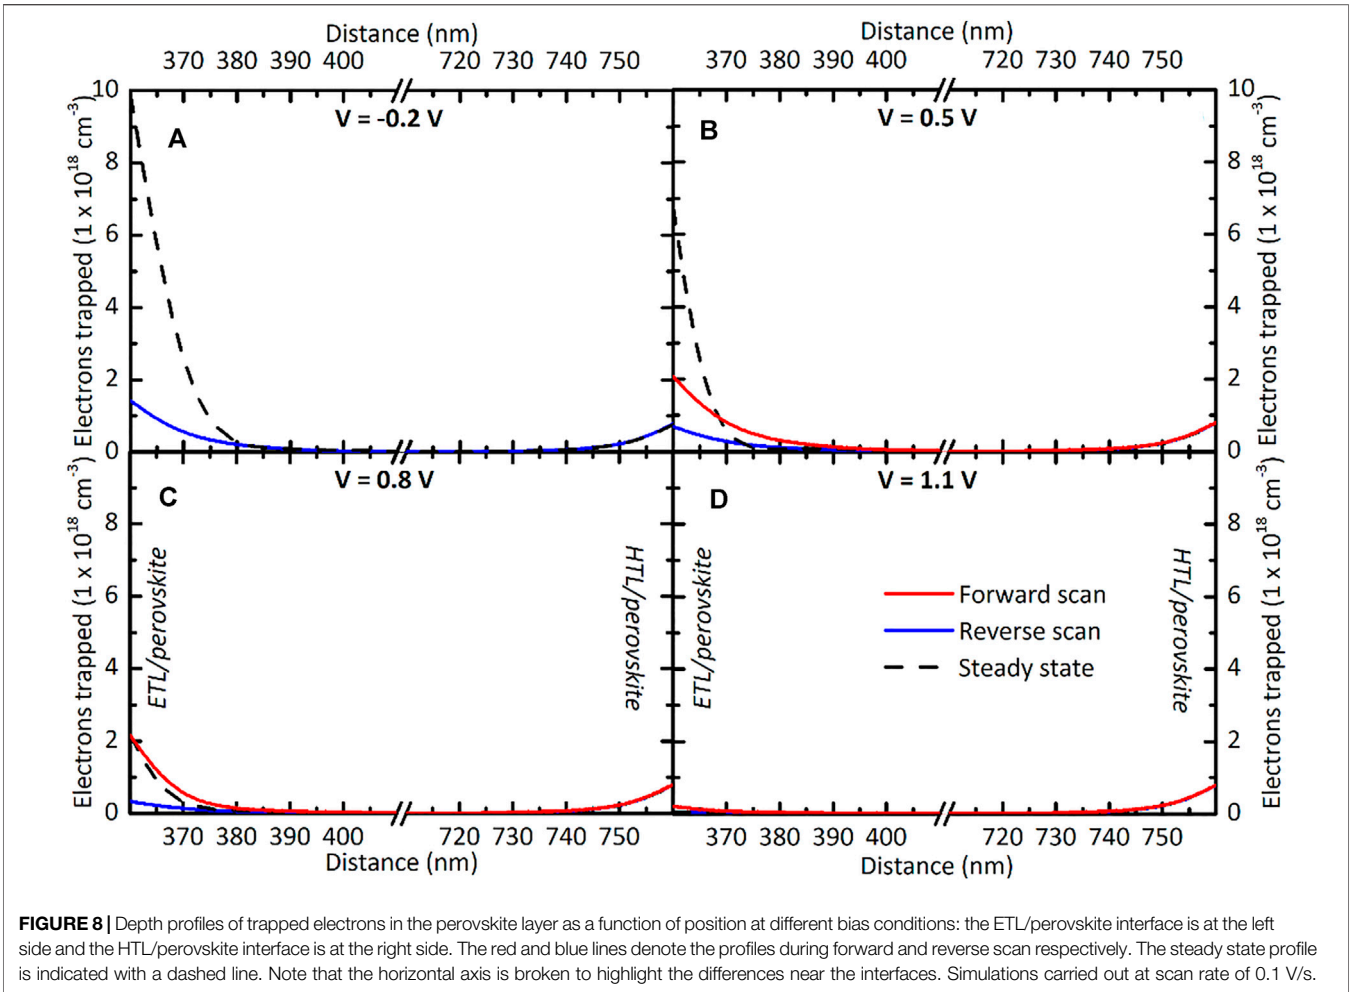 Distance (nm)
370 380 390 400 720 730 740 750
Distance (nm)
370 380 390 400 720 730 740 750
Electrons trapped (1 x 10¹⁸ cm⁻³)
10
8
6
4
2
0
A
V = -0.2 V
B
V = 0.5 V
10
8
6
4
2
0
Electrons trapped (1 x 10¹⁸ cm⁻³)
Electrons trapped (1 x 10¹⁸ cm⁻³)
8
6
4
2
0
C
V = 0.8 V
ETL/perovskite
HTL/perovskite
D
V = 1.1 V
ETL/perovskite
HTL/perovskite
Forward scan
Reverse scan
Steady state
8
6
4
2
0
Electrons trapped (1 x 10¹⁸ cm⁻³)
370 380 390 400 720 730 740 750
Distance (nm)
370 380 390 400 720 730 740 750
Distance (nm)
FIGURE 8 | Depth profiles of trapped electrons in the perovskite layer as a function of position at different bias conditions: the ETL/perovskite interface is at the left
side and the HTL/perovskite interface is at the right side. The red and blue lines denote the profiles during forward and reverse scan respectively. The steady state profile
is indicated with a dashed line. Note that the horizontal axis is broken to highlight the differences near the interfaces. Simulations carried out at scan rate of 0.1 V/s.